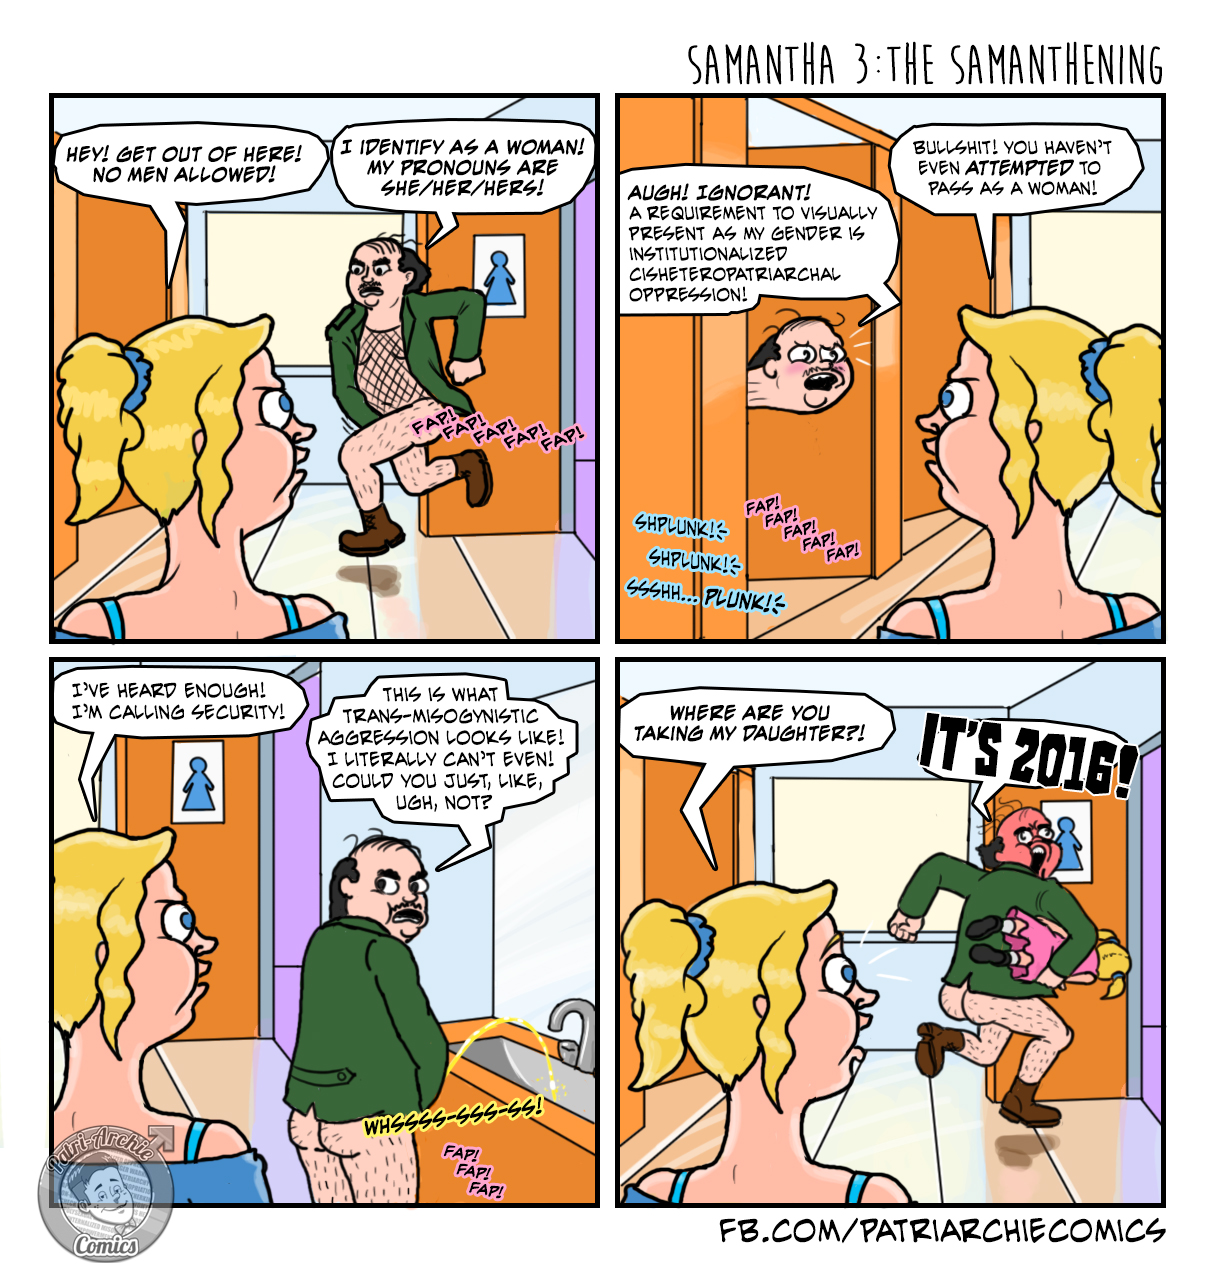 SAMANTHA 3: THE SAMANTHENING
HEY! GET OUT OF HERE!
NO MEN ALLOWED!
I IDENTIFY AS A WOMAN!
MY PRONOUNS ARE
SHE/HER/HERS!
FAP!
FAP!
FAP!
FAP!
FAP!
AUGH! IGNORANT!
A REQUIREMENT TO VISUALLY
PRESENT AS MY GENDER IS
INSTITUTIONALIZED
CISHETEROPATRIARCHAL
OPPRESSION!
BULLSHIT! YOU HAVEN'T
EVEN ATTEMPTED TO
PASS AS A WOMAN!
FAP!
FAP!
FAP!
FAP!
FAP!
SHPLUNK!
SHPLUNK!
SSSHH... PLUNK!
I'VE HEARD ENOUGH!
I'M CALLING SECURITY!
THIS IS WHAT
TRANS-MISOGYNISTIC
AGGRESSION LOOKS LIKE!
I LITERALLY CAN'T EVEN!
COULD YOU JUST, LIKE,
UGH, NOT?
WHSSSS-SSS-SS!
FAP!
FAP!
FAP!
WHERE ARE YOU
TAKING MY DAUGHTER?!
IT'S 2016!
Patri-Archie
Comics
FB.COM/PATRIARCHIECOMICS